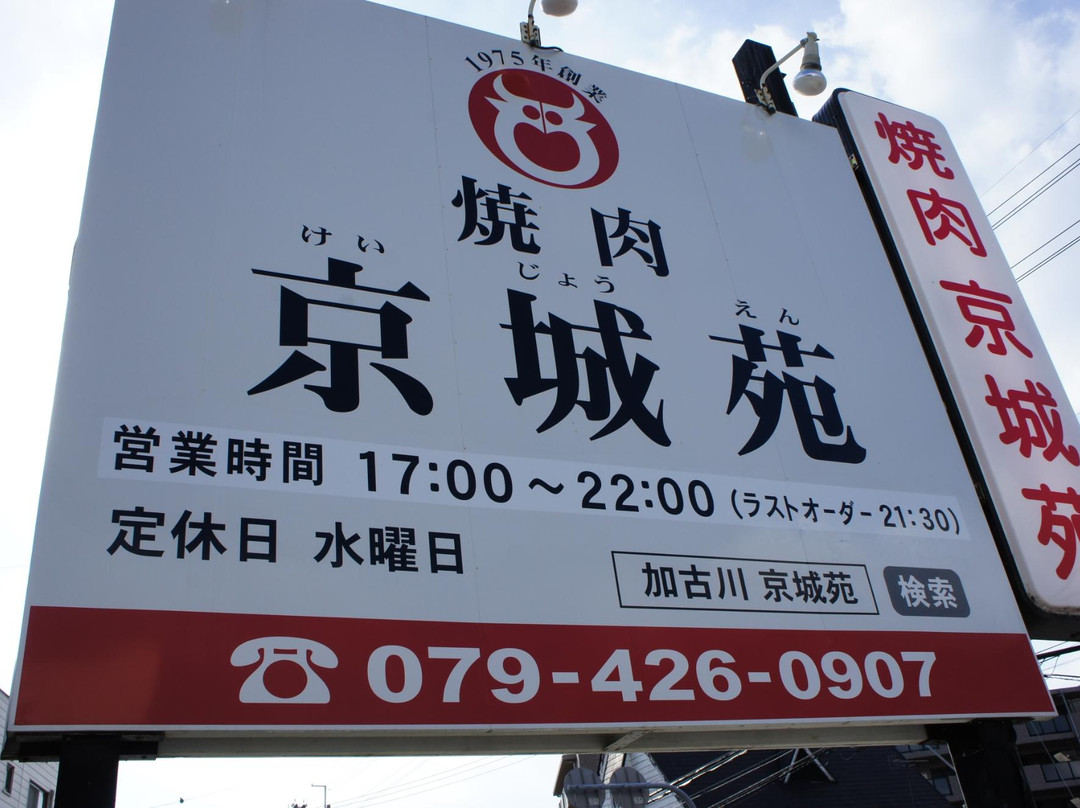 1975年創業
焼肉
けい じょう えん
京城苑
営業時間 17:00～22:00 (ラストオーダー21:30)
定休日 水曜日
加古川 京城苑 検索
079-426-0907
焼肉京城苑